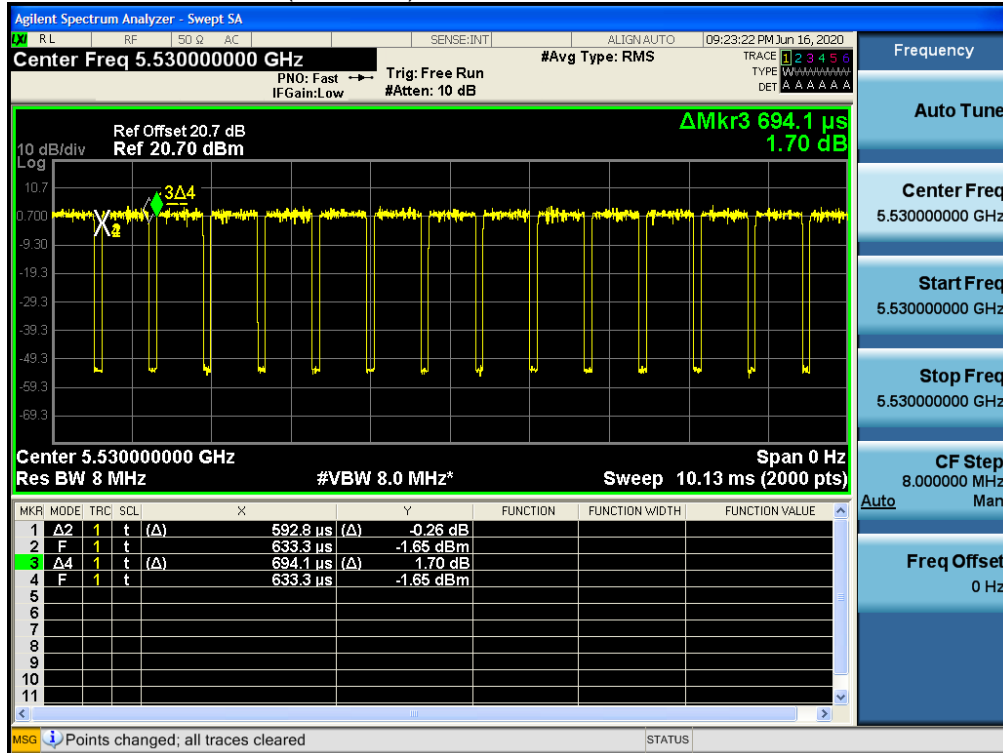 Agilent Spectrum Analyzer - Swept SA
LXI RL RF 50 Ω AC SENSE:INT ALIGN AUTO 09:23:22 PM Jun 16, 2020
Center Freq 5.530000000 GHz #Avg Type: RMS TRACE 1 2 3 4 5 6
PNO: Fast Trig: Free Run TYPE WWWWWW
IFGain:Low #Atten: 10 dB DET A A A A A A
ΔMkr3 694.1 µs
1.70 dB
Ref Offset 20.7 dB
10 dB/div Ref 20.70 dBm
Log
10.7
0.700
-9.30
-19.3
-29.3
-39.3
-49.3
-59.3
-69.3
3Δ4
Center 5.530000000 GHz Span 0 Hz
Res BW 8 MHz #VBW 8.0 MHz* Sweep 10.13 ms (2000 pts)
MKR MODE TRC SCL X Y FUNCTION FUNCTION WIDTH FUNCTION VALUE
1 Δ2 1 t (Δ) 592.8 µs (Δ) -0.26 dB
2 F 1 t 633.3 µs -1.65 dBm
3 Δ4 1 t (Δ) 694.1 µs (Δ) 1.70 dB
4 F 1 t 633.3 µs -1.65 dBm
5
6
7
8
9
10
11
MSG Points changed; all traces cleared STATUS
Frequency
Auto Tune
Center Freq
5.530000000 GHz
Start Freq
5.530000000 GHz
Stop Freq
5.530000000 GHz
CF Step
8.000000 MHz
Auto Man
Freq Offset
0 Hz